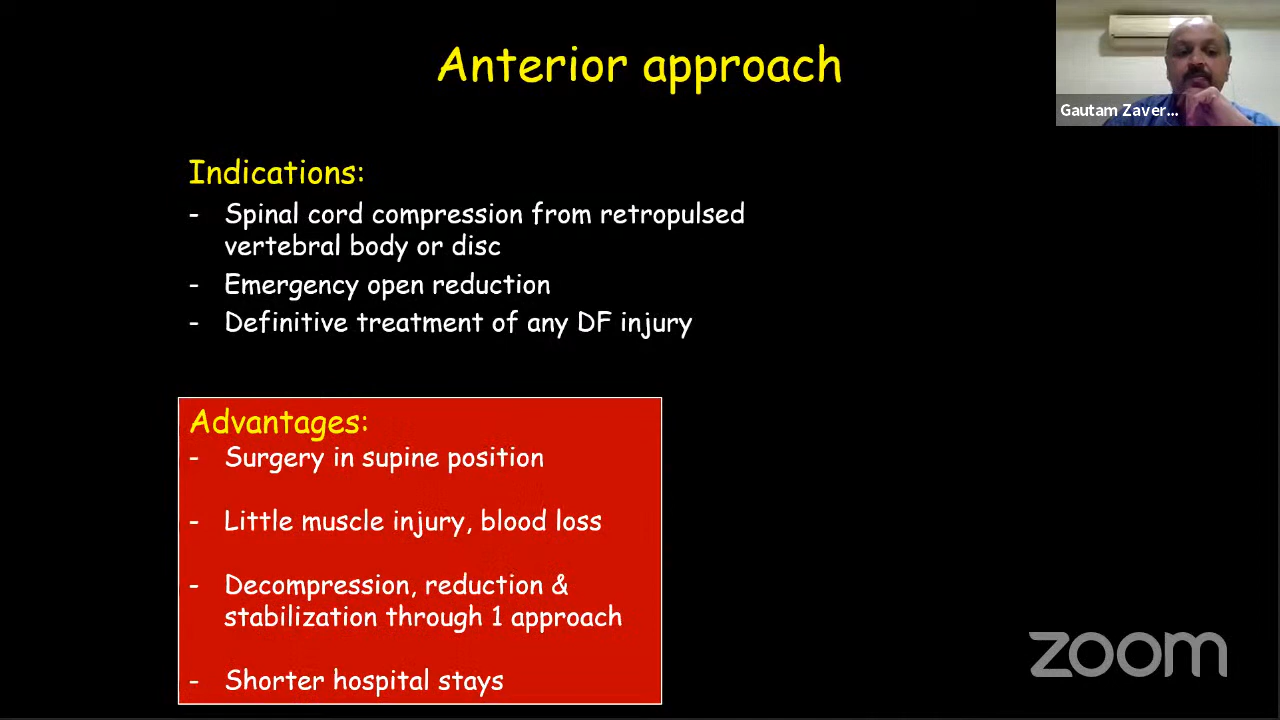 Anterior approach
Gautam Zaver...
Indications:
- Spinal cord compression from retropulsed
vertebral body or disc
- Emergency open reduction
- Definitive treatment of any DF injury
Advantages:
- Surgery in supine position
- Little muscle injury, blood loss
- Decompression, reduction &
stabilization through 1 approach
- Shorter hospital stays
zoom